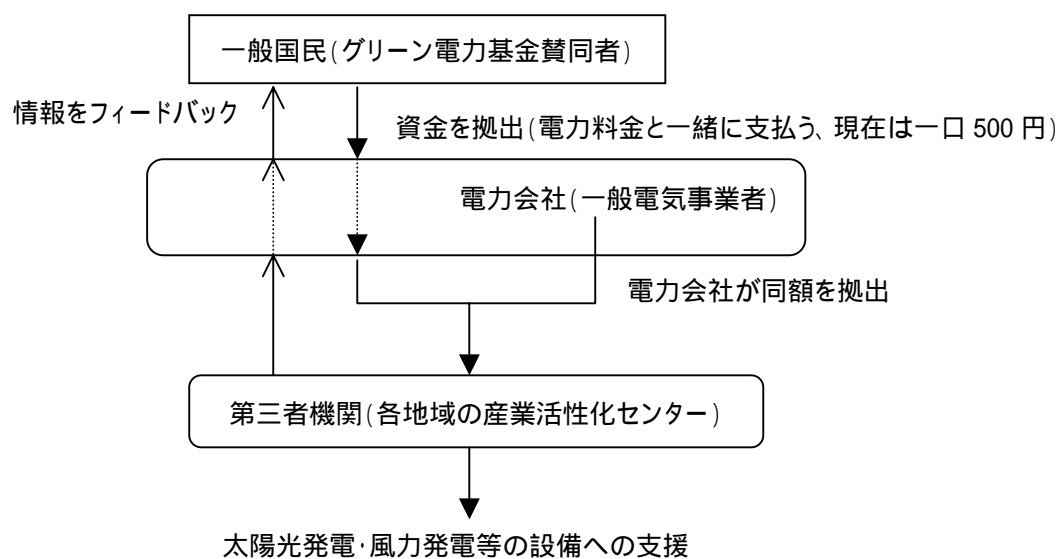 一般国民(グリーン電力基金賛同者)
情報をフィードバック
資金を拠出(電力料金と一緒に支払う、現在は一口 500 円)
電力会社(一般電気事業者)
電力会社が同額を拠出
第三者機関(各地域の産業活性化センター)
太陽光発電･風力発電等の設備への支援